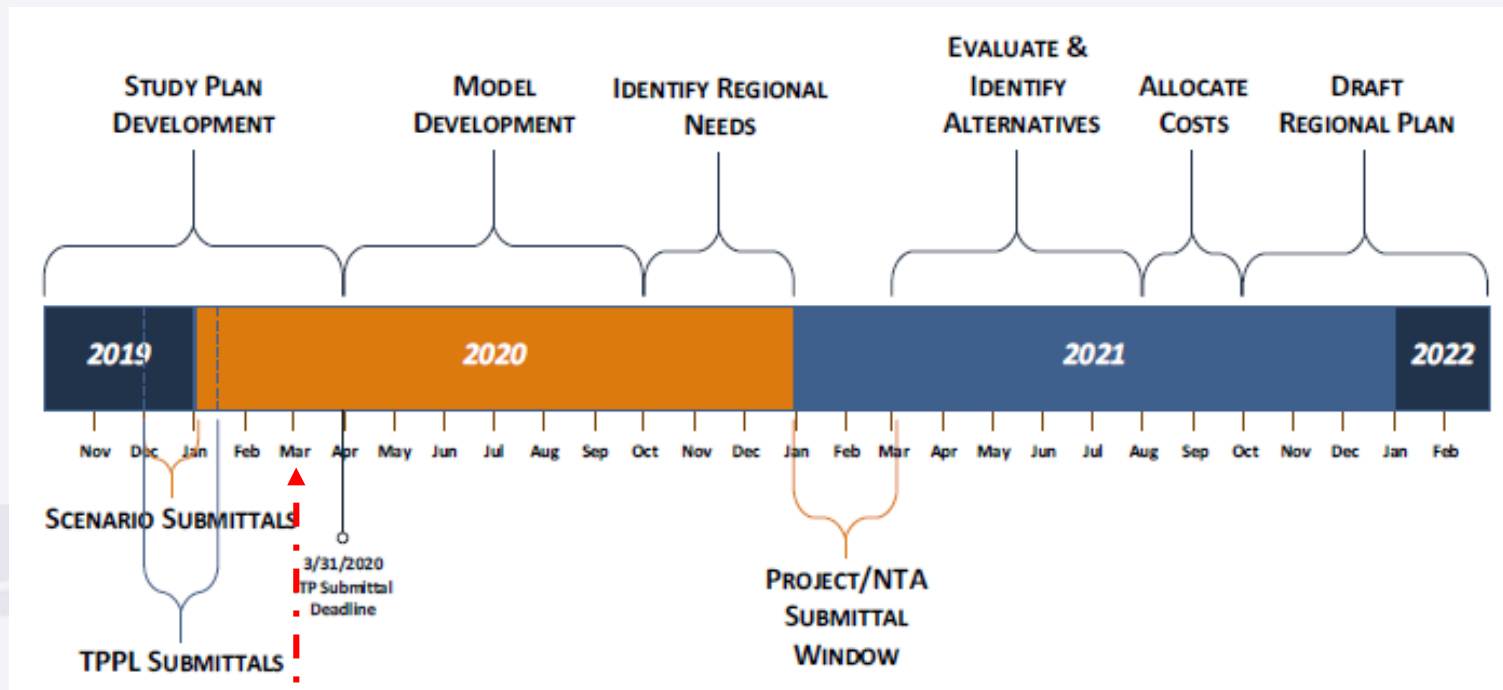 STUDY PLAN
DEVELOPMENT
MODEL
DEVELOPMENT
IDENTIFY REGIONAL
NEEDS
EVALUATE &
IDENTIFY
ALTERNATIVES
ALLOCATE
COSTS
DRAFT
REGIONAL PLAN
2019
2020
2021
2022
Nov Dec Jan Feb Mar Apr May Jun Jul Aug Sep Oct Nov Dec Jan Feb Mar Apr May Jun Jul Aug Sep Oct Nov Dec Jan Feb
SCENARIO SUBMITTALS
3/31/2020
TP Submittal
Deadline
TPPL SUBMITTALS
PROJECT/NTA
SUBMITTAL
WINDOW